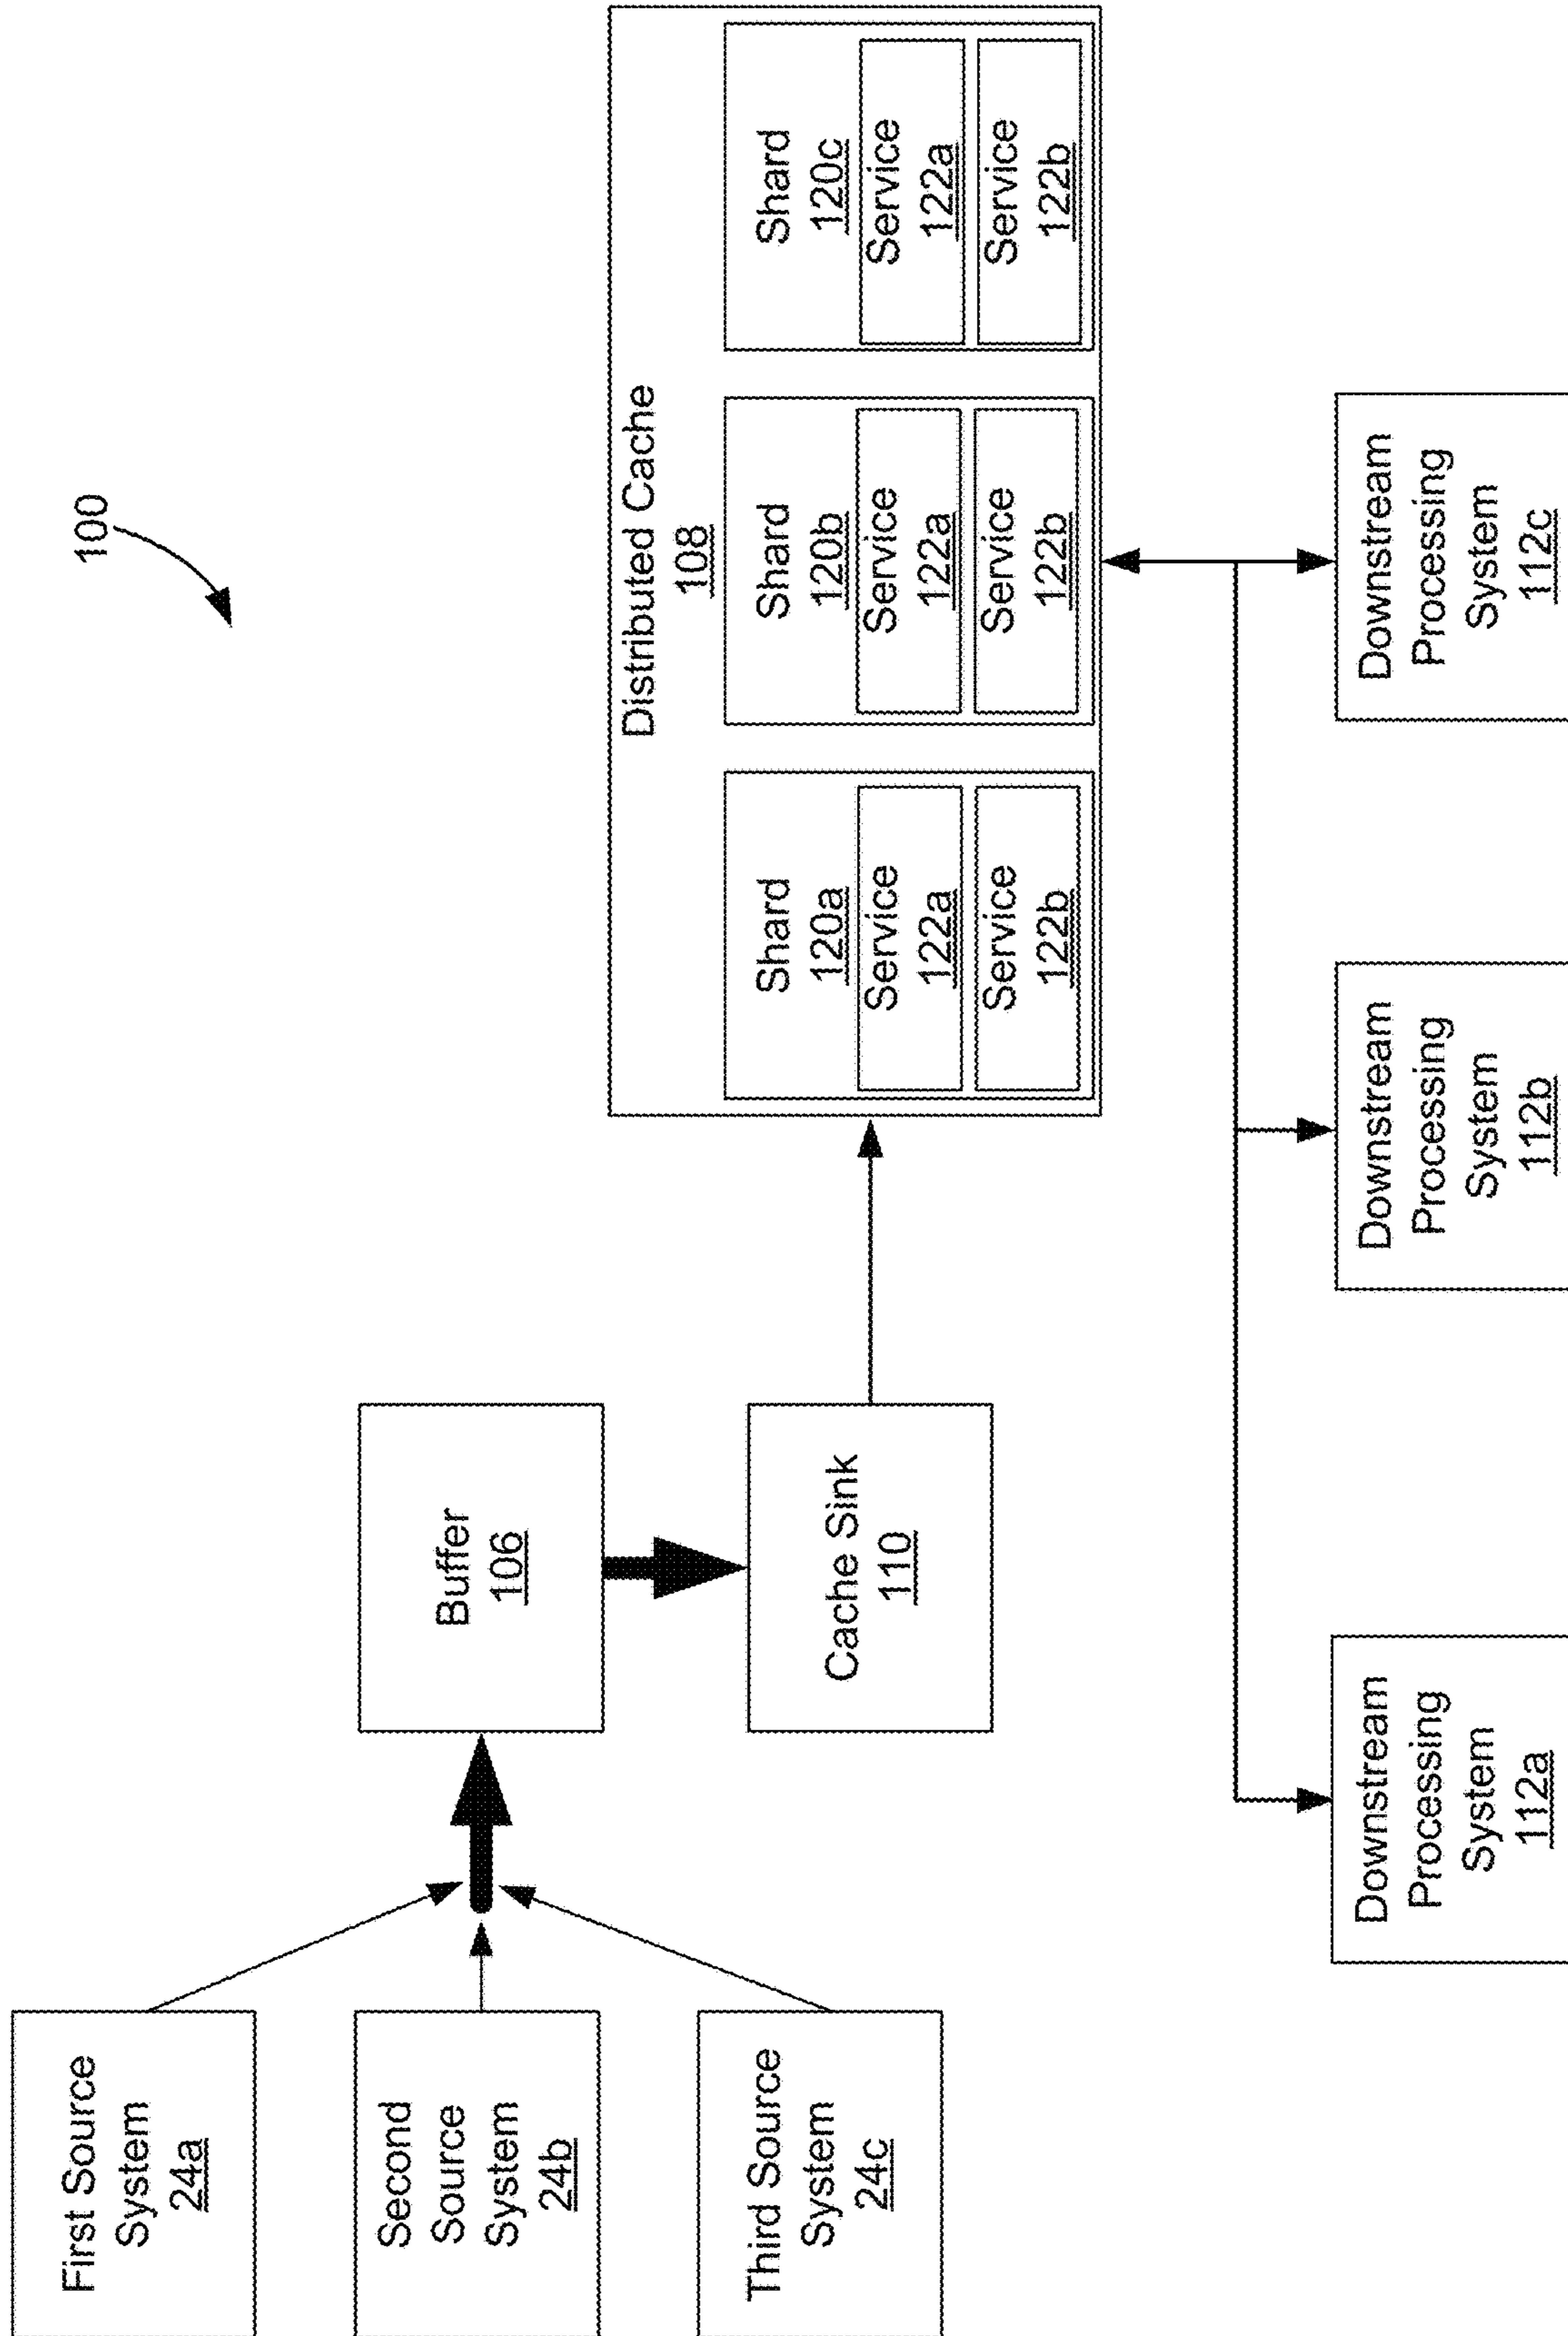 100
First Source
System
24a
Second
Source
System
24b
Third Source
System
24c
Buffer
106
Cache Sink
110
Distributed Cache
108
Shard
120a
Service
122a
Service
122b
Shard
120b
Service
122a
Service
122b
Shard
120c
Service
122a
Service
122b
Downstream
Processing
System
112a
Downstream
Processing
System
112b
Downstream
Processing
System
112c